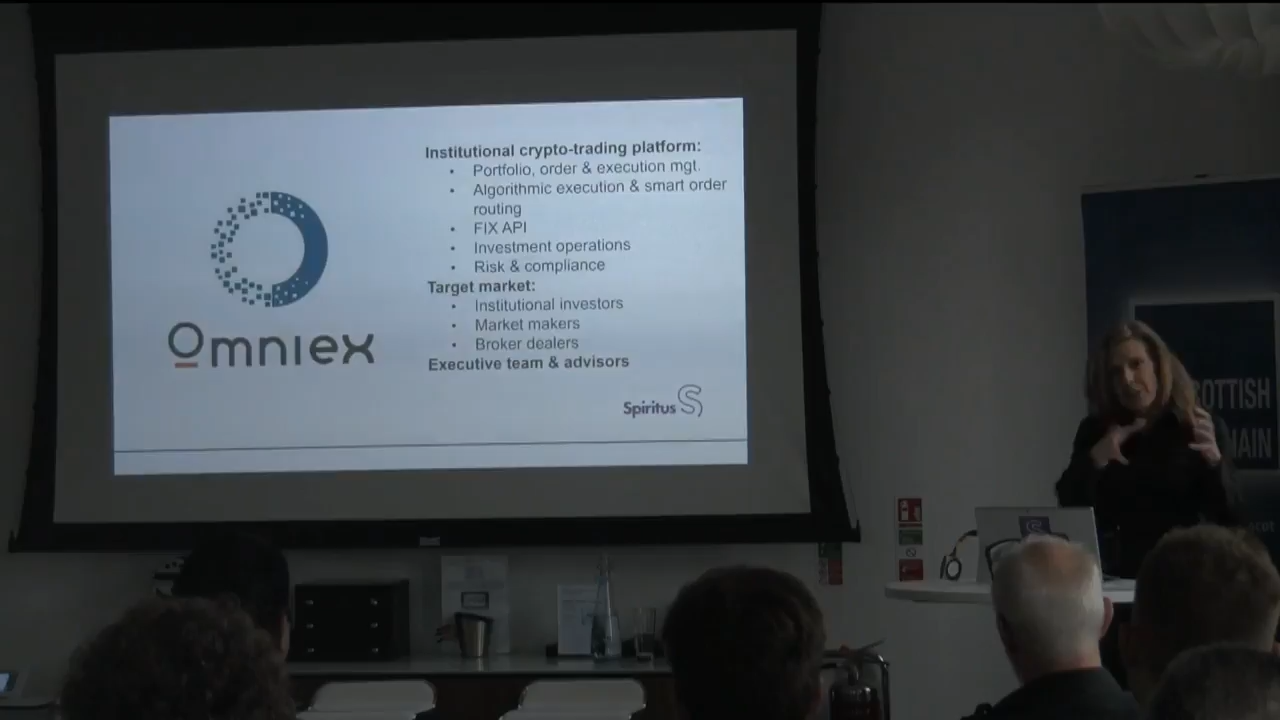 Institutional crypto-trading platform:
• Portfolio, order & execution mgt.
• Algorithmic execution & smart order
routing
• FIX API
• Investment operations
• Risk & compliance
Target market:
• Institutional investors
• Market makers
• Broker dealers
Executive team & advisors
Omniex
Spiritus
OTTISH
HAIN